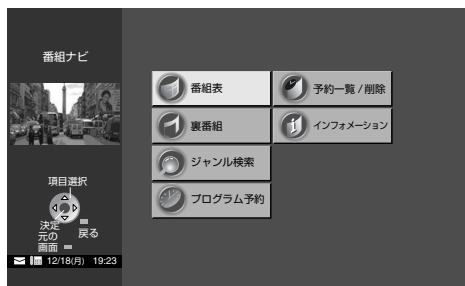 番組ナビ
番組表
予約一覧/削除
裏番組
インフォメーション
ジャンル検索
プログラム予約
項目選択
決定
元の
画面
戻る
12/18(月) 19:23